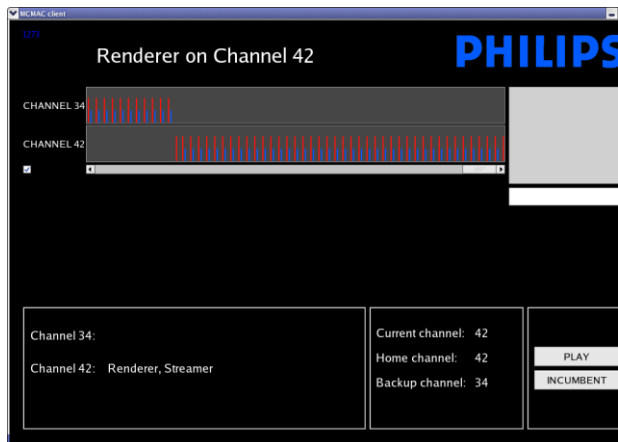 MCMAC client
(27)
Renderer on Channel 42
PHILIPS
CHANNEL 34
CHANNEL 42
Channel 34:
Channel 42: Renderer, Streamer
Current channel: 42
Home channel: 42
Backup channel: 34
PLAY
INCUMBENT